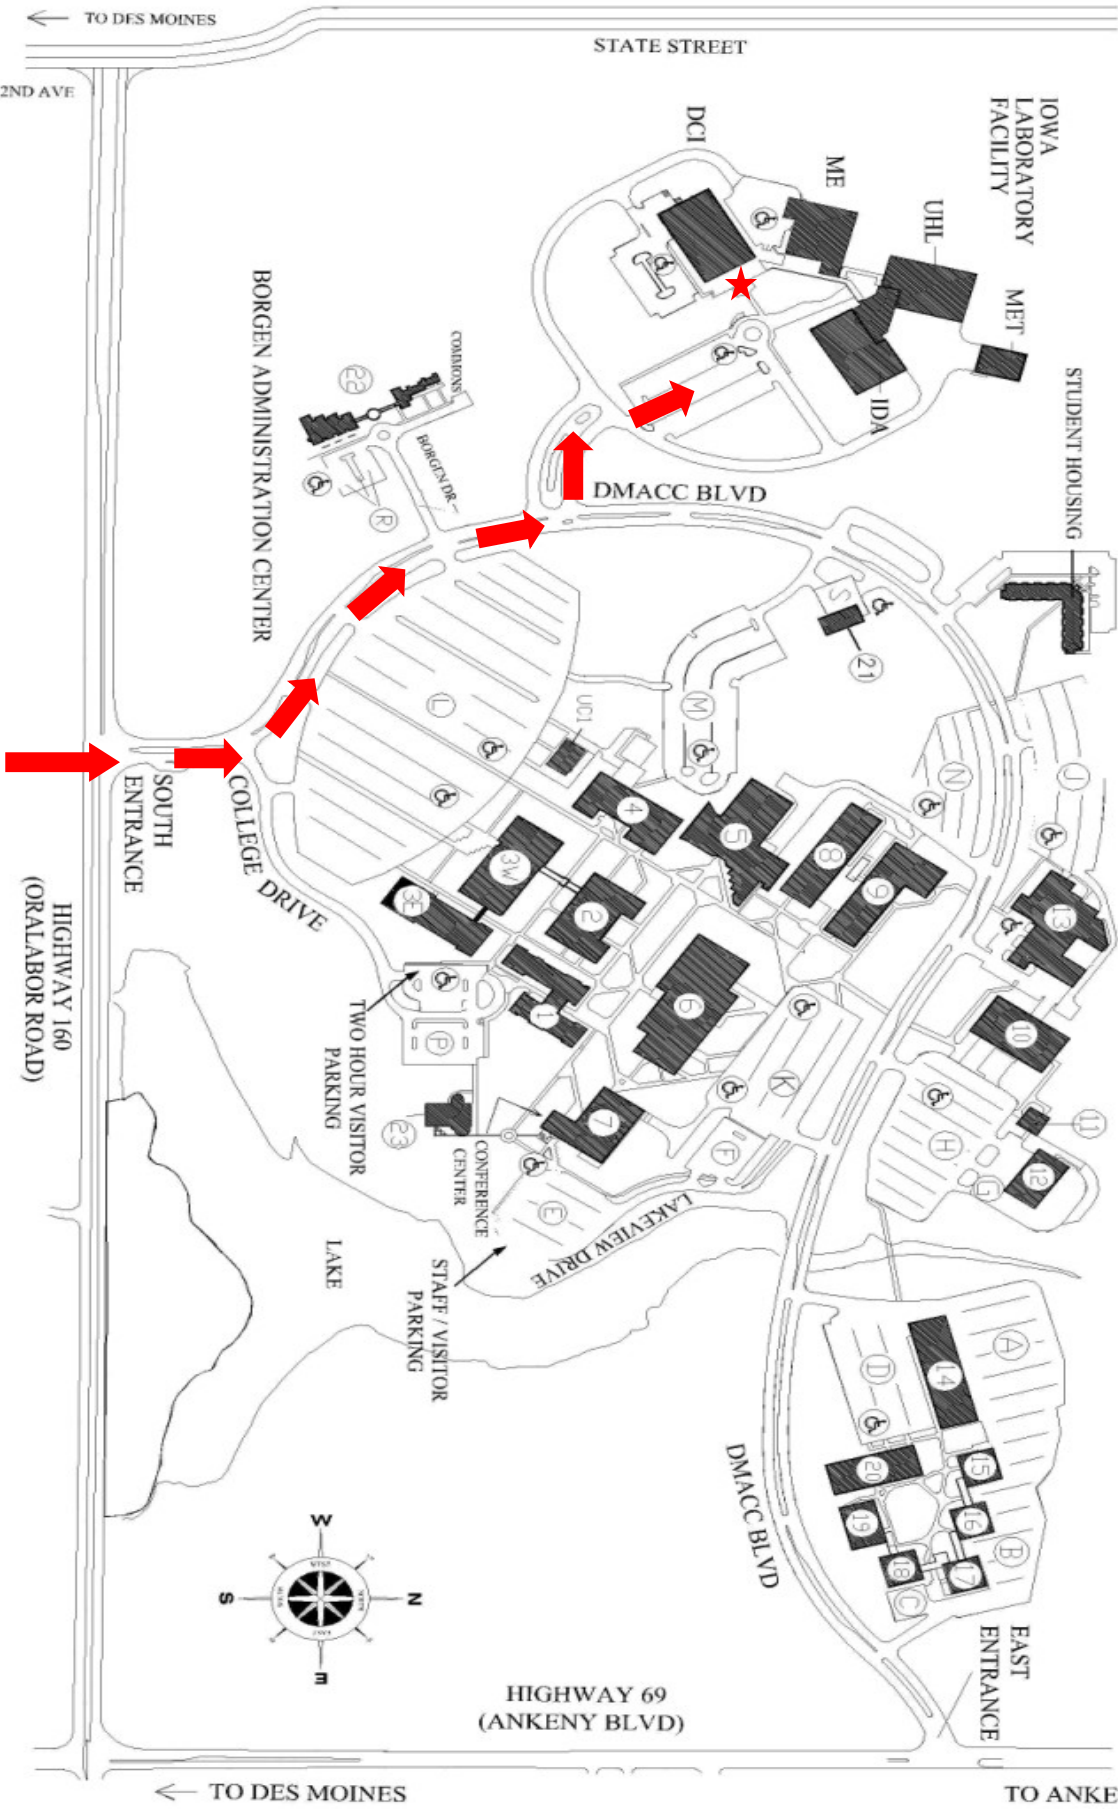 TO DES MOINES
STATE STREET
2ND AVE
IOWA
LABORATORY
FACILITY
DCI
ME
UHL
MET
IDA
STUDENT HOUSING
BORGEN ADMINISTRATION CENTER
COMMONS
22
BORGEN DR
R
DMACC BLVD
S
21
L
M
UC1
N
J
SOUTH
ENTRANCE
COLLEGE DRIVE
4
5
8
9
3W
3E
2
13
1
6
10
HIGHWAY 160
(ORALABOR ROAD)
TWO HOUR VISITOR
PARKING
P
K
23
CONFERENCE
CENTER
7
F
H
11
G
12
E
LAKEVIEW DRIVE
LAKE
STAFF / VISITOR
PARKING
A
D
14
DMACC BLVD
20
15
19
16
18
17
B
C
EAST
ENTRANCE
W
N
S
E
HIGHWAY 69
(ANKENY BLVD)
TO DES MOINES
TO ANKE